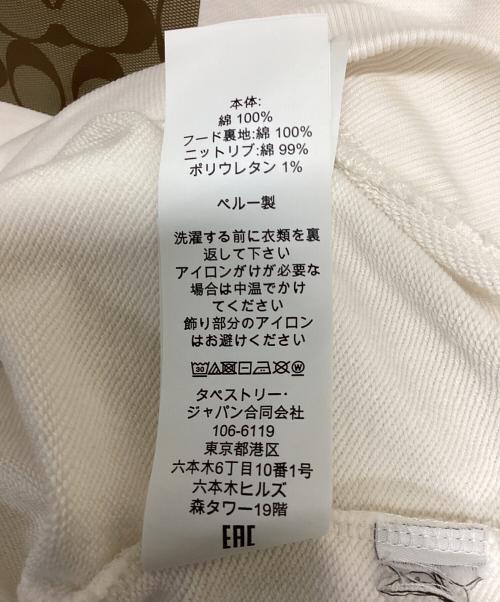 本体:
綿 100%
フード裏地:綿 100%
ニットリブ:綿 99%
ポリウレタン 1%
ペルー製
洗濯する前に衣類を裏
返して下さい
アイロンがけが必要な
場合は中温でかけ
てください
飾り部分のアイロン
はお避けください
30 W
タペストリー・
ジャパン合同会社
106-6119
東京都港区
六本木6丁目10番1号
六本木ヒルズ
森タワー19階
EAC